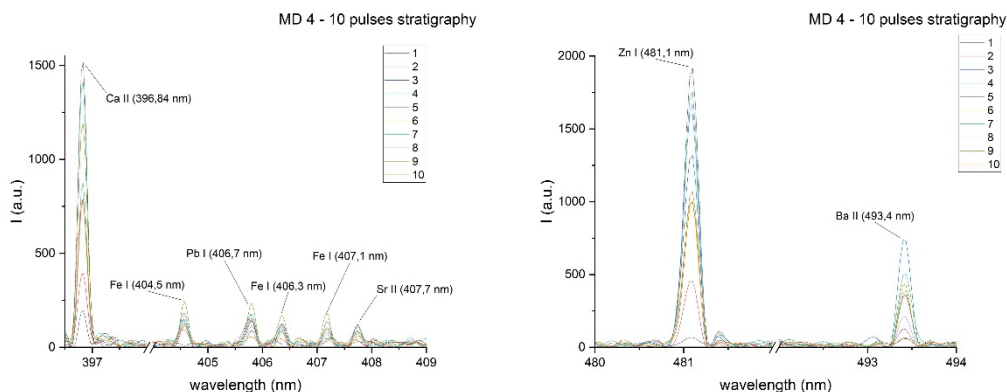 MD 4 - 10 pulses stratigraphy
1500
1000
500
0
I (a.u.)
Ca II (396,84 nm)
Fe I (404,5 nm)
Pb I (406,7 nm)
Fe I (406,3 nm)
Fe I (407,1 nm)
Sr II (407,7 nm)
1
2
3
4
5
6
7
8
9
10
397
405
406
407
408
409
wavelength (nm)
MD 4 - 10 pulses stratigraphy
2000
1500
1000
500
0
I (a.u.)
Zn I (481,1 nm)
Ba II (493,4 nm)
1
2
3
4
5
6
7
8
9
10
480
481
493
494
wavelength (nm)